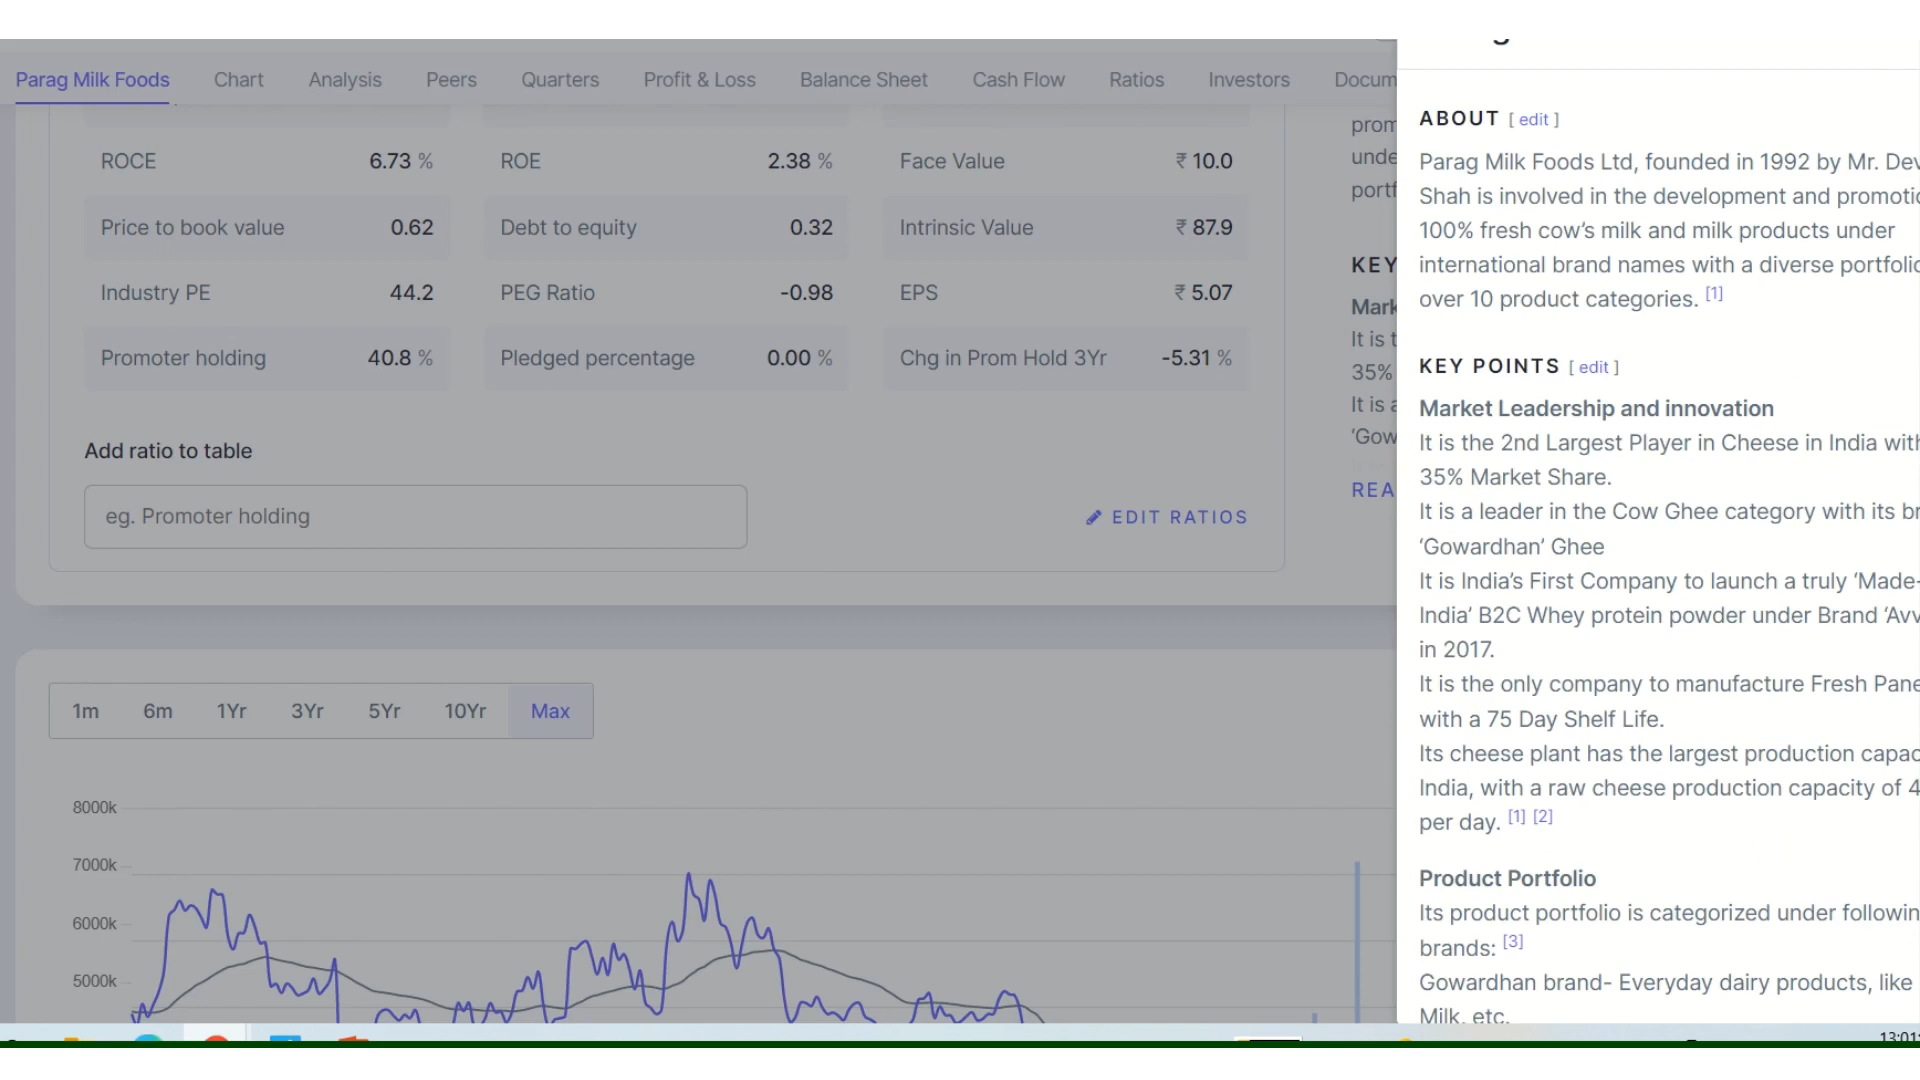 Parag Milk Foods Chart Analysis Peers Quarters Profit & Loss Balance Sheet Cash Flow Ratios Investors
ROCE 6.73 % ROE 2.38 % Face Value ₹ 10.0
Price to book value 0.62 Debt to equity 0.32 Intrinsic Value ₹ 87.9
Industry PE 44.2 PEG Ratio -0.98 EPS ₹ 5.07
Promoter holding 40.8 % Pledged percentage 0.00 % Chg in Prom Hold 3Yr -5.31 %
Add ratio to table
eg. Promoter holding
EDIT RATIOS
KEY
It is
35%
It is
1m 6m 1Yr 3Yr 5Yr 10Yr Max
8000k
7000k
6000k
5000k
ABOUT [ edit ]
Parag Milk Foods Ltd, founded in 1992 by Mr.
Shah is involved in the development and
100% fresh cow's milk and milk products under
international brand names with a diverse
over 10 product categories. [1]
KEY POINTS [ edit ]
Market Leadership and innovation
It is the 2nd Largest Player in Cheese in India
35% Market Share.
It is a leader in the Cow Ghee category with its
‘Gowardhan’ Ghee
It is India’s First Company to launch a truly ‘Made-
India’ B2C Whey protein powder under Brand
in 2017.
It is the only company to manufacture Fresh
with a 75 Day Shelf Life.
Its cheese plant has the largest production
India, with a raw cheese production capacity of
per day. [1] [2]
Product Portfolio
Its product portfolio is categorized under
brands: [3]
Gowardhan brand- Everyday dairy products, like
Milk, etc.
13:01